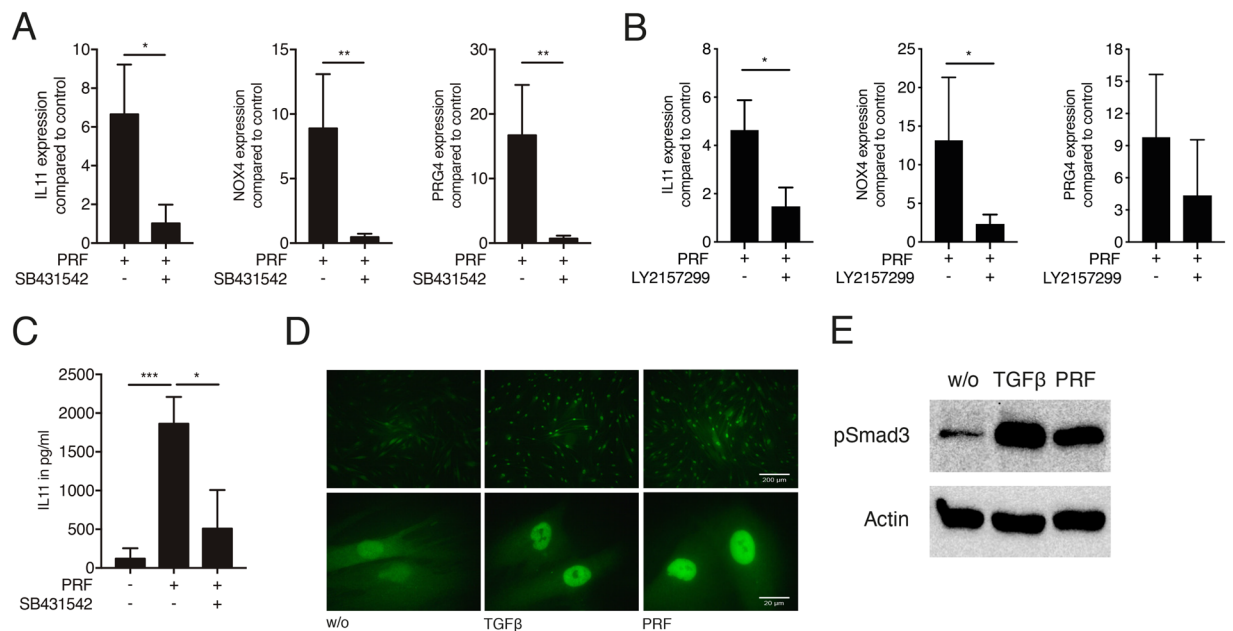 A
B
10
8
6
4
2
0
IL11 expression
compared to control
*
PRF + +
SB431542 - +
15
10
5
0
NOX4 expression
compared to control
**
+ +
- +
30
20
10
0
PRG4 expression
compared to control
**
PRF + +
SB431542 - +
8
6
4
2
0
IL11 expression
compared to control
*
PRF + +
LY2157299 - +
25
20
15
10
5
0
NOX4 expression
compared to control
*
PRF + +
LY2157299 - +
18
15
12
9
6
3
0
PRG4 expression
compared to control
PRF + +
LY2157299 - +
C
2500
2000
1500
1000
500
0
IL11 in pg/ml
*** *
PRF - + +
SB431542 - - +
D
200 μm
20 μm
w/o TGFβ PRF
E
w/o TGFβ PRF
pSmad3
Actin